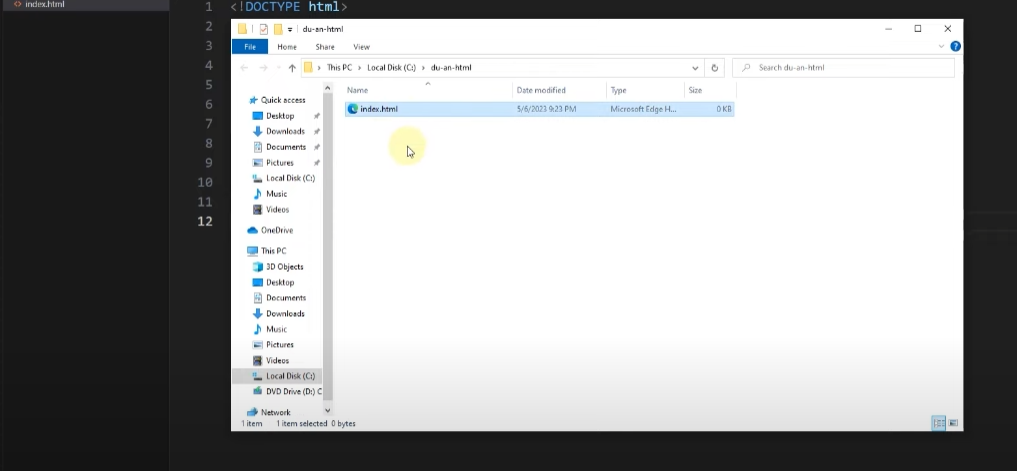 index.html
1 <!DOCTYPE html>
2
3
4
5
6
7
8
9
10
11
12
du-an-html
File Home Share View
This PC > Local Disk (C:) > du-an-html
Search du-an-html
Name Date modified Type Size
index.html 5/6/2023 9:23 PM Microsoft Edge H... 0 KB
Quick access
Desktop
Downloads
Documents
Pictures
Local Disk (C:)
Music
Videos
OneDrive
This PC
3D Objects
Desktop
Documents
Downloads
Music
Pictures
Videos
Local Disk (C:)
DVD Drive (D:) C
Network
1 item 1 item selected 0 bytes